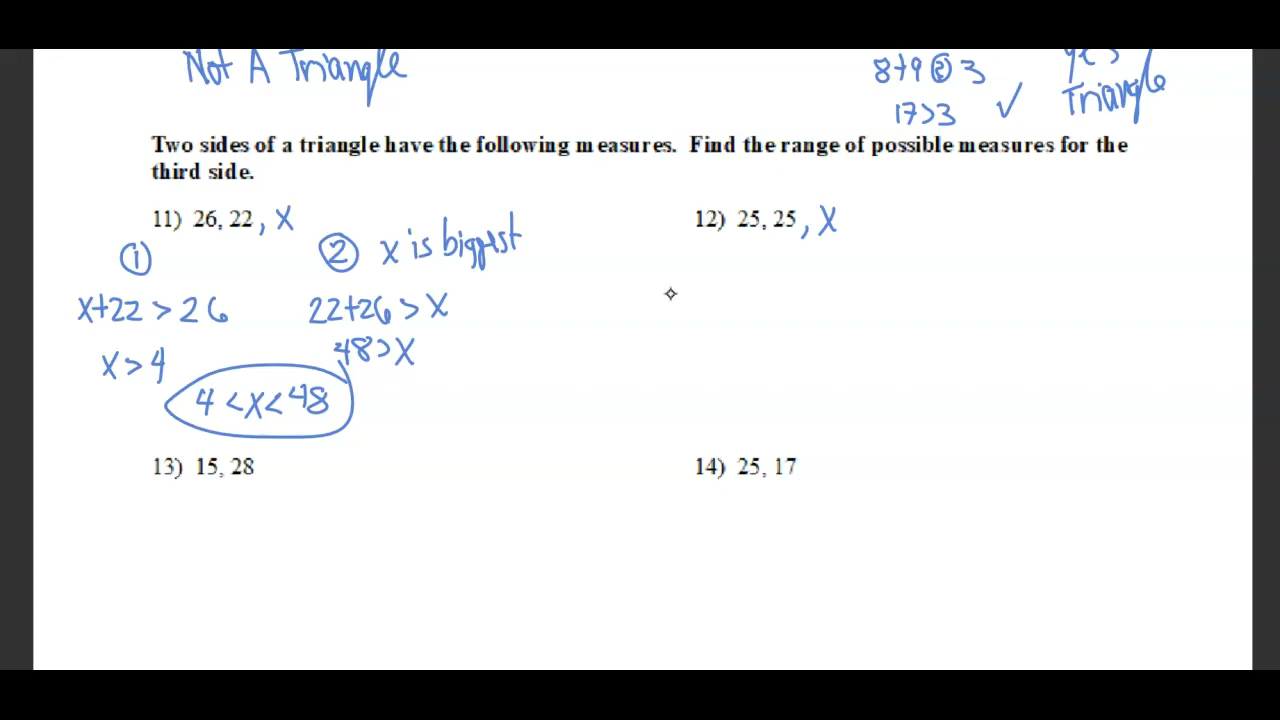 Not A Triangle
8+9 > 3
yes
17>3 ✓
Triangle
Two sides of a triangle have the following measures. Find the range of possible measures for the
third side.
11) 26, 22, x
12) 25, 25, x
① ② x is biggest
x+22 > 26
22+26 > x
x > 4
48 > x
4 < x < 48
13) 15, 28
14) 25, 17